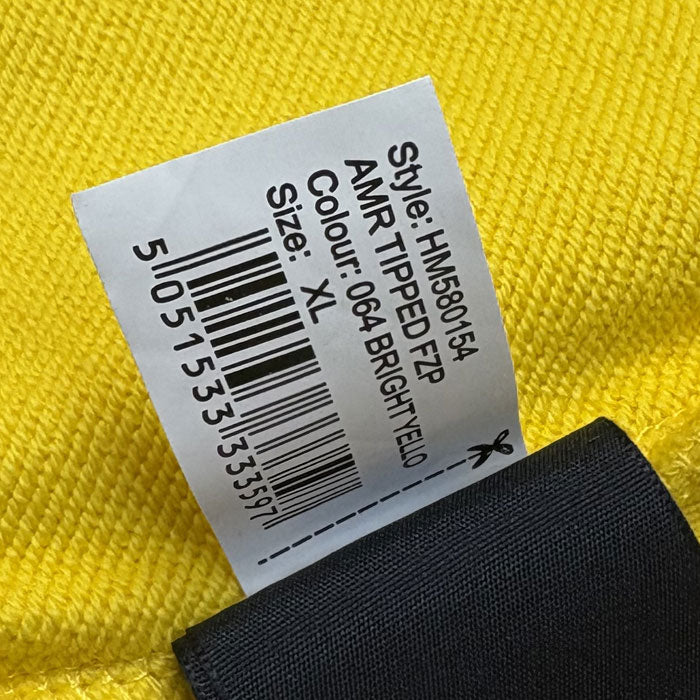 Style: HM580154
AMR TIPPED FZP
Colour: 064 BRIGHTYELLO
Size: XL
5 051533 333597